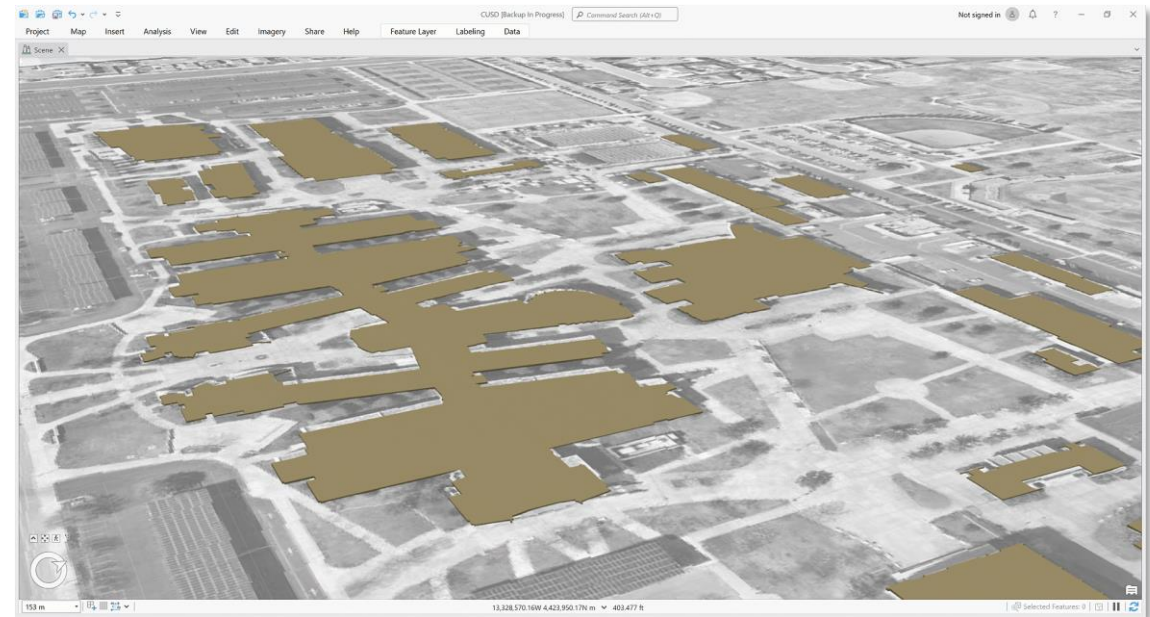 CUSD (Backup In Progress)
Command Search (Alt+Q)
Not signed in
?
Project Map Insert Analysis View Edit Imagery Share Help Feature Layer Labeling Data
Scene
153 m
13,328,570.16W 4,423,950.17N m
403.477 ft
Selected Features: 0